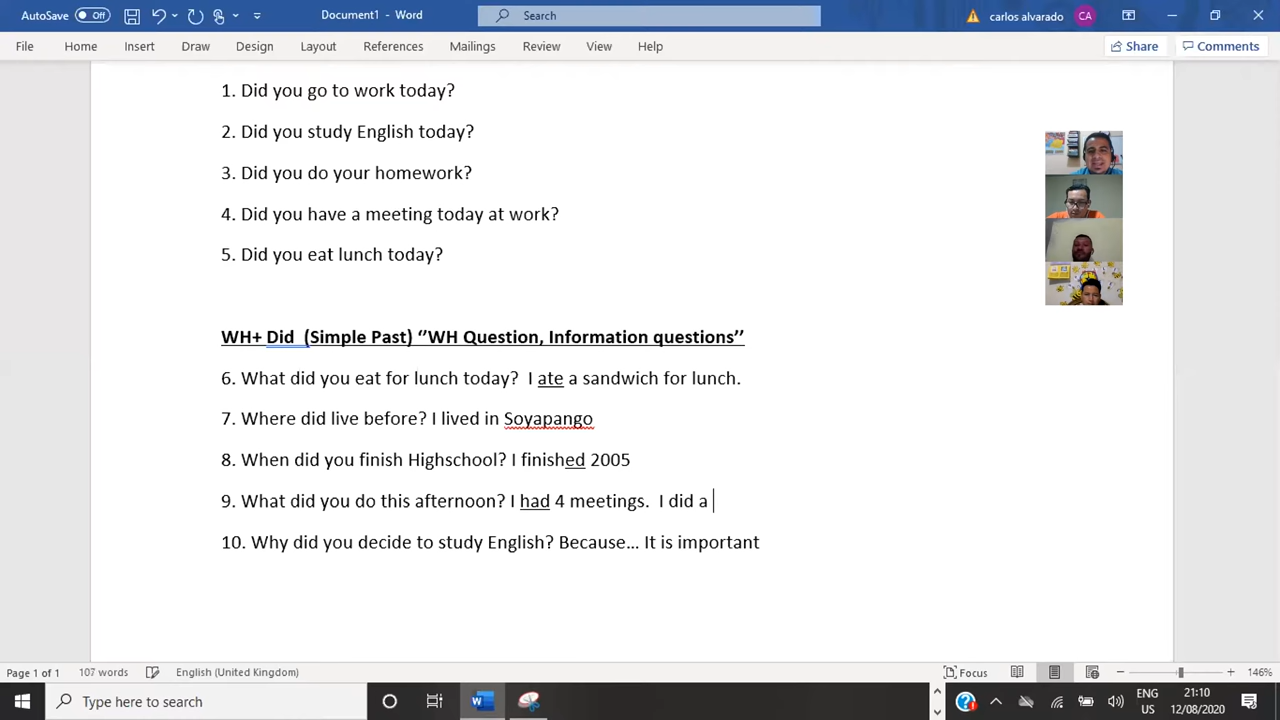 AutoSave Off Document1 - Word Search carlos alvarado CA
File Home Insert Draw Design Layout References Mailings Review View Help Share Comments
1. Did you go to work today?
2. Did you study English today?
3. Did you do your homework?
4. Did you have a meeting today at work?
5. Did you eat lunch today?
WH+ Did  (Simple Past) ‘’WH Question, Information questions’’
6. What did you eat for lunch today?  I ate a sandwich for lunch.
7. Where did live before? I lived in Soyapango
8. When did you finish Highschool? I finished 2005
9. What did you do this afternoon? I had 4 meetings.  I did a
10. Why did you decide to study English? Because… It is important
Page 1 of 1 107 words English (United Kingdom) Focus 146%
Type here to search ENG 21:10
US 12/08/2020